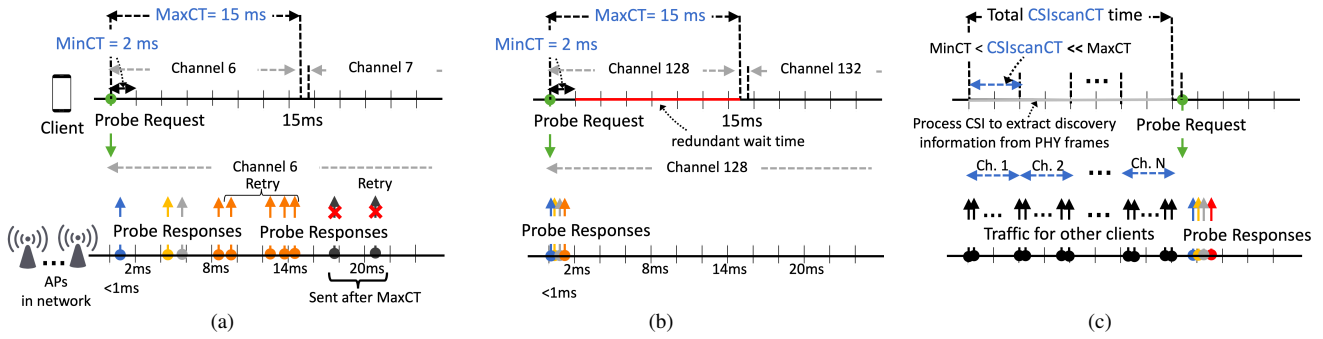 MaxCT= 15 ms
MinCT = 2 ms
Channel 6
Channel 7
Client
Probe Request
15ms
Channel 6
Retry
Retry
Probe Responses
Probe Responses
APs
in network
<1ms
2ms
8ms
14ms
20ms
Sent after MaxCT
(a)
MaxCT = 15 ms
MinCT = 2 ms
Channel 128
Channel 132
Probe Request
15ms
redundant wait time
Channel 128
Probe Responses
2ms
8ms
14ms
20ms
<1ms
(b)
Total CSIscanCT time
MinCT < CSIscanCT << MaxCT
...
Process CSI to extract discovery
information from PHY frames
Probe Request
Ch. 1
Ch. 2
...
Ch. N
... ... ... ...
Traffic for other clients
Probe Responses
(c)